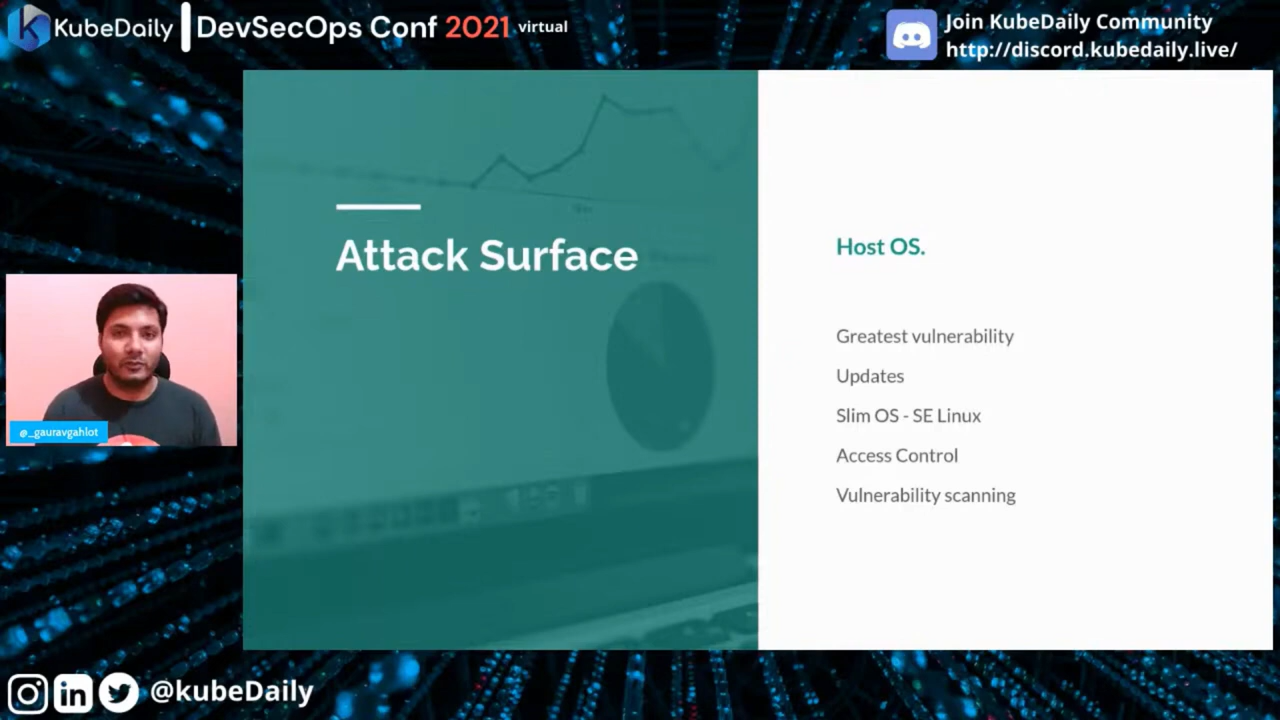 KubeDaily DevSecOps Conf 2021 virtual
Join KubeDaily Community
http://discord.kubedaily.live/
Attack Surface
Host OS.
Greatest vulnerability
Updates
Slim OS - SE Linux
Access Control
Vulnerability scanning
@_gauravgahlot
@kubeDaily